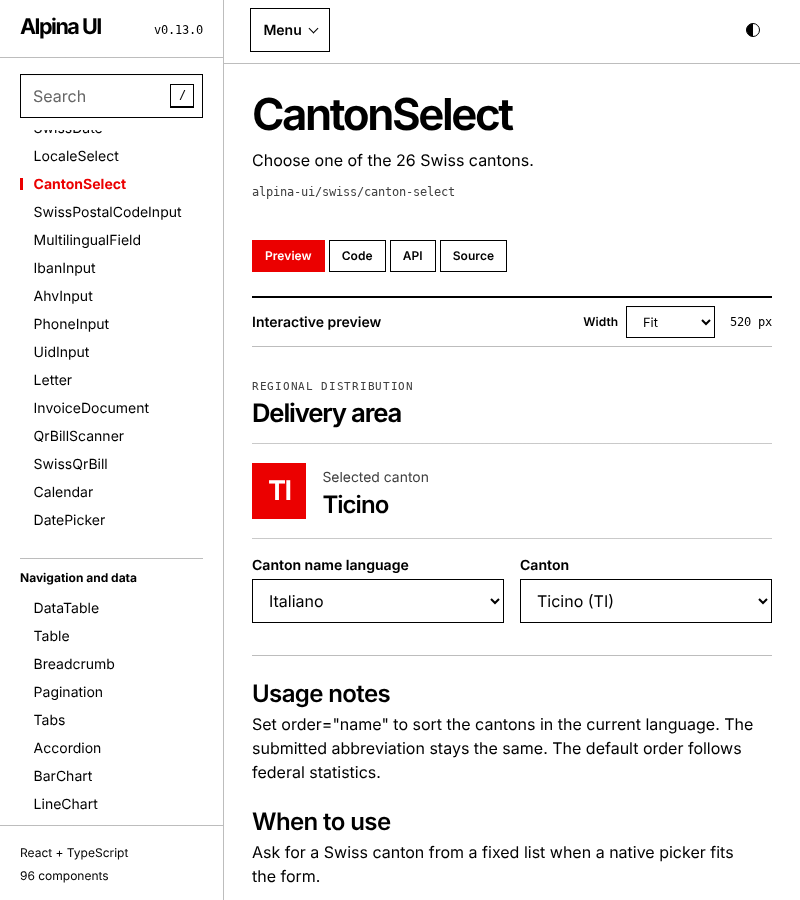 Alpina UI
v0.13.0
Search
/
SwissDate
LocaleSelect
CantonSelect
SwissPostalCodeInput
MultilingualField
IbanInput
AhvInput
PhoneInput
UidInput
Letter
InvoiceDocument
QrBillScanner
SwissQrBill
Calendar
DatePicker
Navigation and data
DataTable
Table
Breadcrumb
Pagination
Tabs
Accordion
BarChart
LineChart
React + TypeScript
96 components
Menu
CantonSelect
Choose one of the 26 Swiss cantons.
alpina-ui/swiss/canton-select
Preview
Code
API
Source
Interactive preview
Width
Fit
520 px
REGIONAL DISTRIBUTION
Delivery area
TI
Selected canton
Ticino
Canton name language
Canton
Italiano
Ticino (TI)
Usage notes
Set order="name" to sort the cantons in the current language. The
submitted abbreviation stays the same. The default order follows
federal statistics.
When to use
Ask for a Swiss canton from a fixed list when a native picker fits
the form.